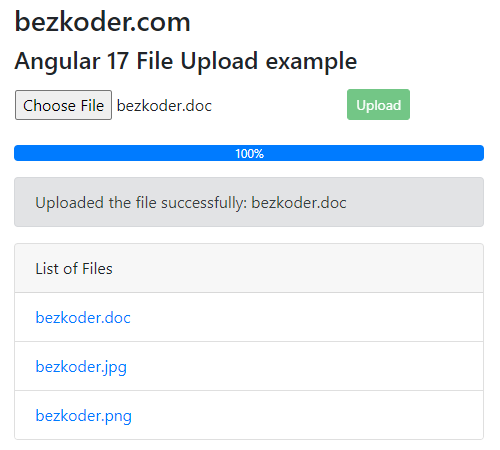 bezkoder.com
Angular 17 File Upload example
Choose File bezkoder.doc Upload
100%
Uploaded the file successfully: bezkoder.doc
List of Files
bezkoder.doc
bezkoder.jpg
bezkoder.png